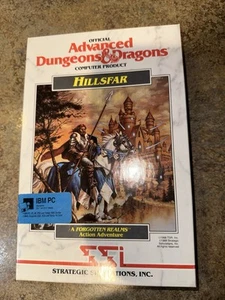 OFFICIAL
Advanced
Dungeons & Dragons
COMPUTER PRODUCT
HILLSFAR
IBM PC
A FORGOTTEN REALMS
Action Adventure
SSI
STRATEGIC SIMULATIONS, INC.